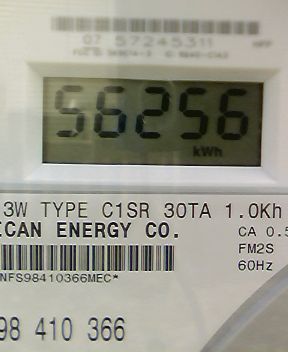 07 57245311
56256
kWh
3W TYPE C1SR 30TA 1.0Kh
ICAN ENERGY CO. CA 0.5
FM2S
NFS98410366MEC* 60Hz
98 410 366